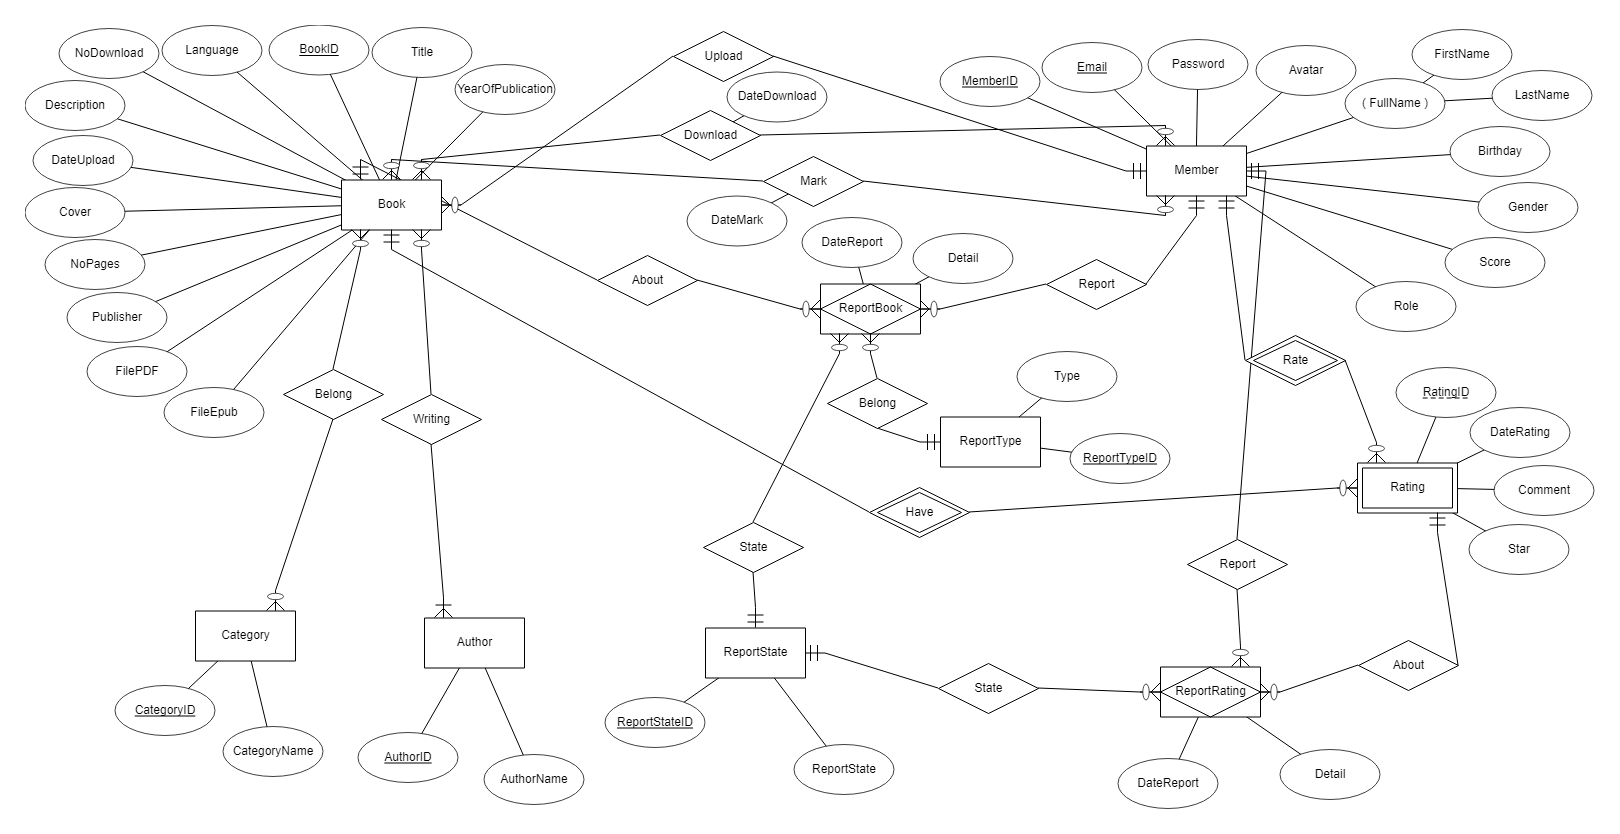 NoDownload
Language
BookID
Title
Upload
FirstName
Email
Password
Avatar
MemberID
YearOfPublication
DateDownload
( FullName )
LastName
Description
Download
Birthday
DateUpload
Member
Mark
Book
Gender
Cover
DateMark
DateReport
Detail
Score
NoPages
About
Report
ReportBook
Role
Publisher
FilePDF
Rate
Type
Belong
Belong
RatingID
FileEpub
Writing
DateRating
ReportType
ReportTypeID
Rating
Comment
Have
State
Star
Report
Category
Author
ReportState
About
State
ReportRating
CategoryID
ReportStateID
CategoryName
AuthorID
AuthorName
ReportState
DateReport
Detail